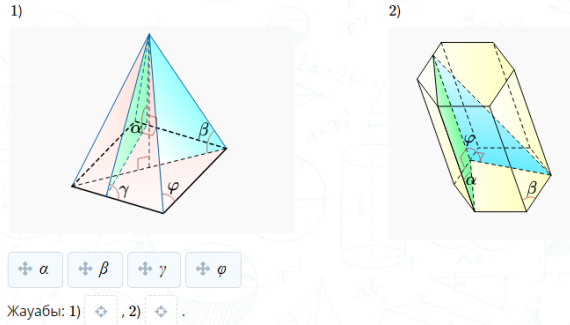 1) 2)
α β γ φ
φ α β
α β γ φ
Жауабы: 1) , 2) .